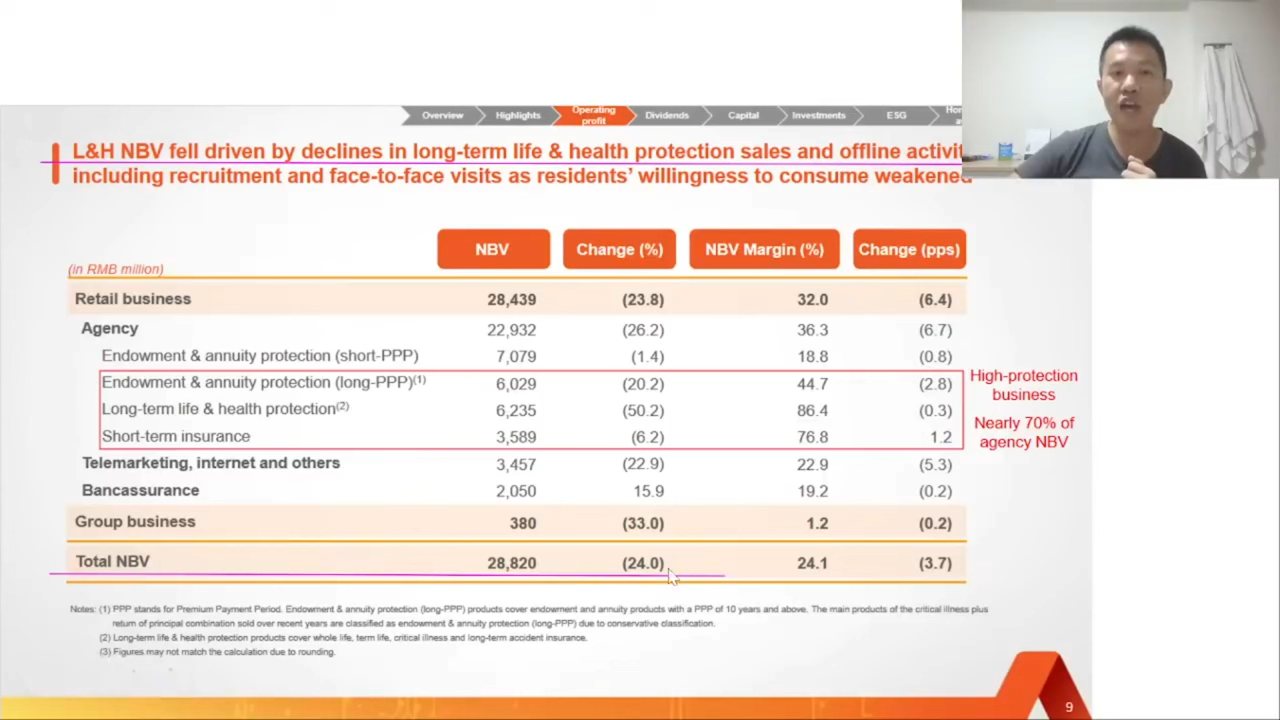 Overview Highlights Operating profit Dividends Capital Investments ESG
L&H NBV fell driven by declines in long-term life & health protection sales and offline
including recruitment and face-to-face visits as residents' willingness to consume weakened
(in RMB million) NBV Change (%) NBV Margin (%) Change (pps)
Retail business 28,439 (23.8) 32.0 (6.4)
Agency 22,932 (26.2) 36.3 (6.7)
Endowment & annuity protection (short-PPP) 7,079 (1.4) 18.8 (0.8)
Endowment & annuity protection (long-PPP)(1) 6,029 (20.2) 44.7 (2.8)
Long-term life & health protection(2) 6,235 (50.2) 86.4 (0.3)
Short-term insurance 3,589 (6.2) 76.8 1.2
High-protection
business
Nearly 70% of
agency NBV
Telemarketing, internet and others 3,457 (22.9) 22.9 (5.3)
Bancassurance 2,050 15.9 19.2 (0.2)
Group business 380 (33.0) 1.2 (0.2)
Total NBV 28,820 (24.0) 24.1 (3.7)
Notes: (1) PPP stands for Premium Payment Period. Endowment & annuity protection (long-PPP) products cover endowment and annuity products with a PPP of 10 years and above. The main products of the critical illness plus
return of principal combination sold over recent years are classified as endowment & annuity protection (long-PPP) due to conservative classification.
(2) Long-term life & health protection products cover whole life, term life, critical illness and long-term accident insurance.
(3) Figures may not match the calculation due to rounding.
9